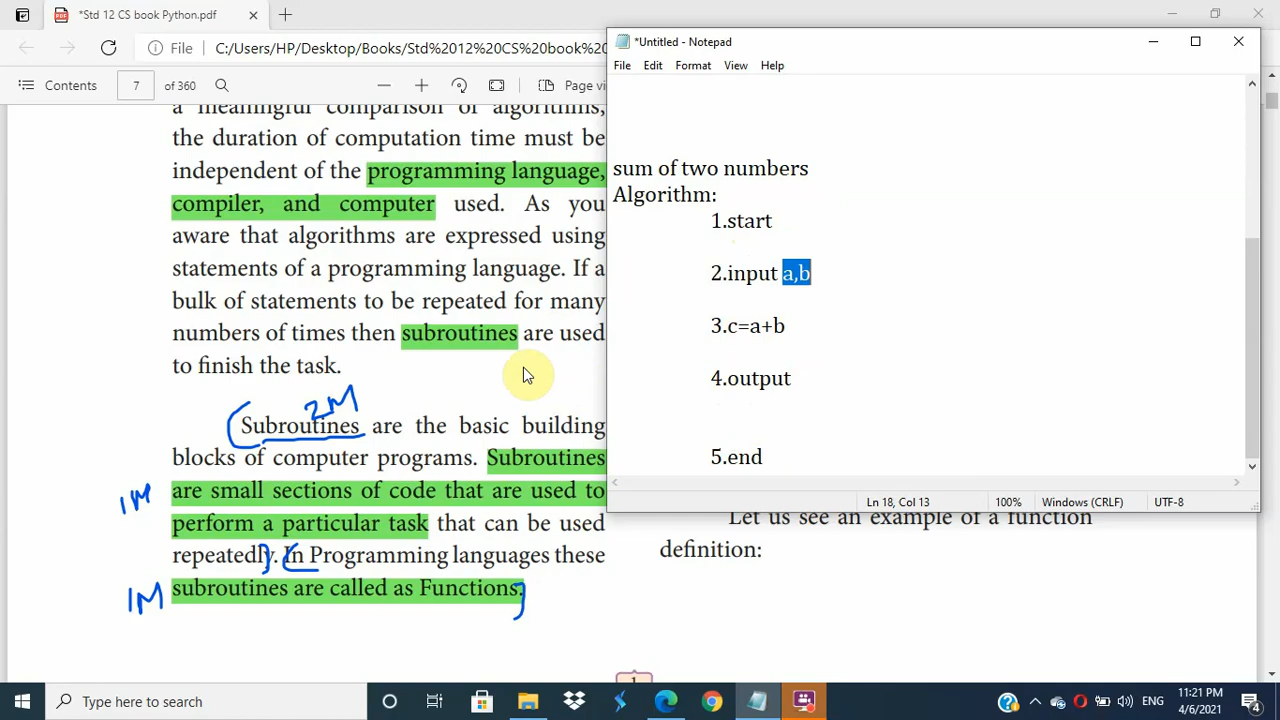 *Std 12 CS book Python.pdf
File
C:/Users/HP/Desktop/Books/Std%2012%20CS%20book%20
Contents
7
of 360
Page vi
a meaningful comparison of algorithms,
the duration of computation time must be
independent of the programming language,
compiler, and computer used. As you
aware that algorithms are expressed using
statements of a programming language. If a
bulk of statements to be repeated for many
numbers of times then subroutines are used
to finish the task.
2M
Subroutines are the basic building
blocks of computer programs. Subroutines
1M
are small sections of code that are used to
perform a particular task that can be used
repeatedly. In Programming languages these
1M
subroutines are called as Functions.
*Untitled - Notepad
File Edit Format View Help
sum of two numbers
Algorithm:
1.start
2.input a,b
3.c=a+b
4.output
5.end
Ln 18, Col 13
100%
Windows (CRLF)
UTF-8
Let us see an example of a function
definition:
1
Type here to search
ENG
11:21 PM
4/6/2021
4